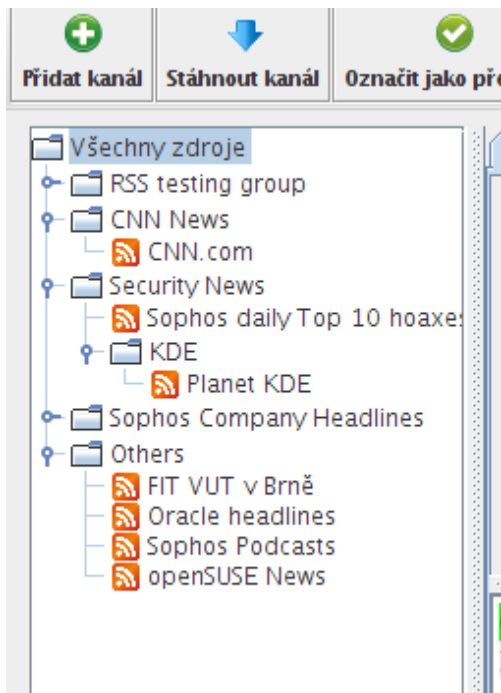 Přidat kanál Stáhnout kanál Označit jako pře
Všechny zdroje
RSS testing group
CNN News
CNN.com
Security News
Sophos daily Top 10 hoaxes
KDE
Planet KDE
Sophos Company Headlines
Others
FIT VUT v Brně
Oracle headlines
Sophos Podcasts
openSUSE News